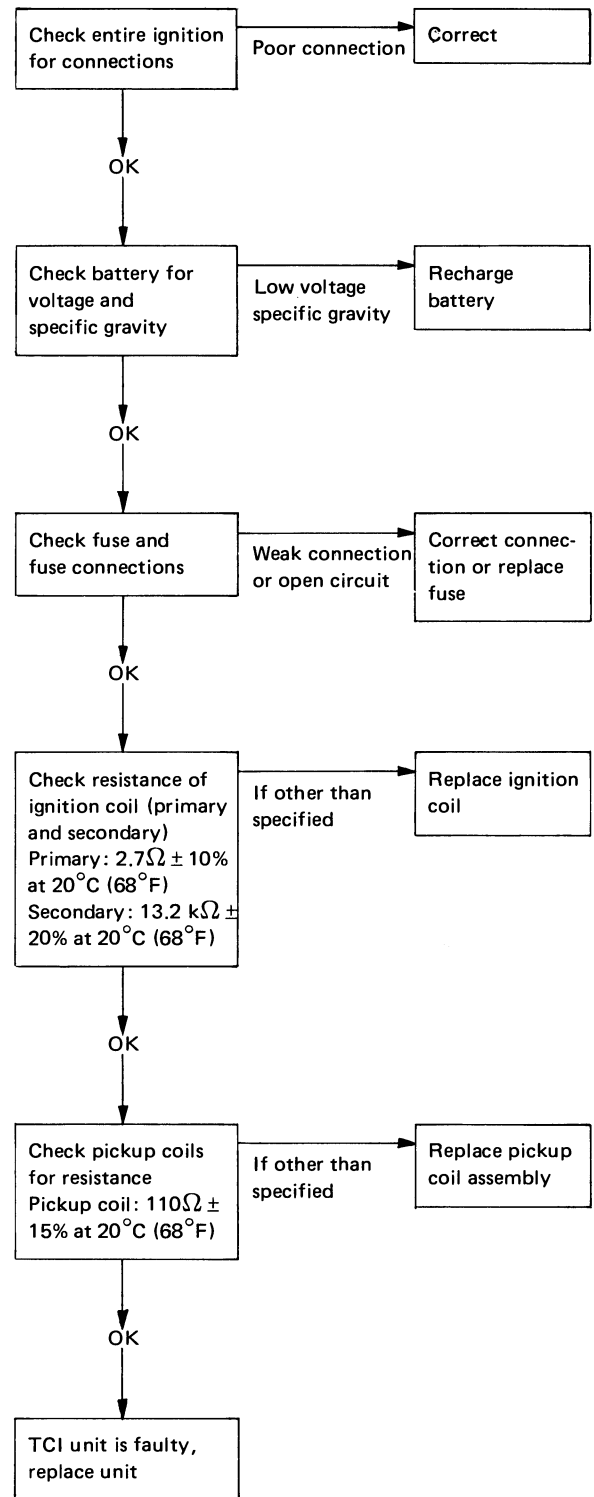 Check entire ignition
for connections
Poor connection
Correct
OK
Check battery for
voltage and
specific gravity
Low voltage
specific gravity
Recharge
battery
OK
Check fuse and
fuse connections
Weak connection
or open circuit
Correct connec-
tion or replace
fuse
OK
Check resistance of
ignition coil (primary
and secondary)
Primary: 2.7Ω ± 10%
at 20°C (68°F)
Secondary: 13.2 kΩ ±
20% at 20°C (68°F)
If other than
specified
Replace ignition
coil
OK
Check pickup coils
for resistance
Pickup coil: 110Ω ±
15% at 20°C (68°F)
If other than
specified
Replace pickup
coil assembly
OK
TCI unit is faulty,
replace unit